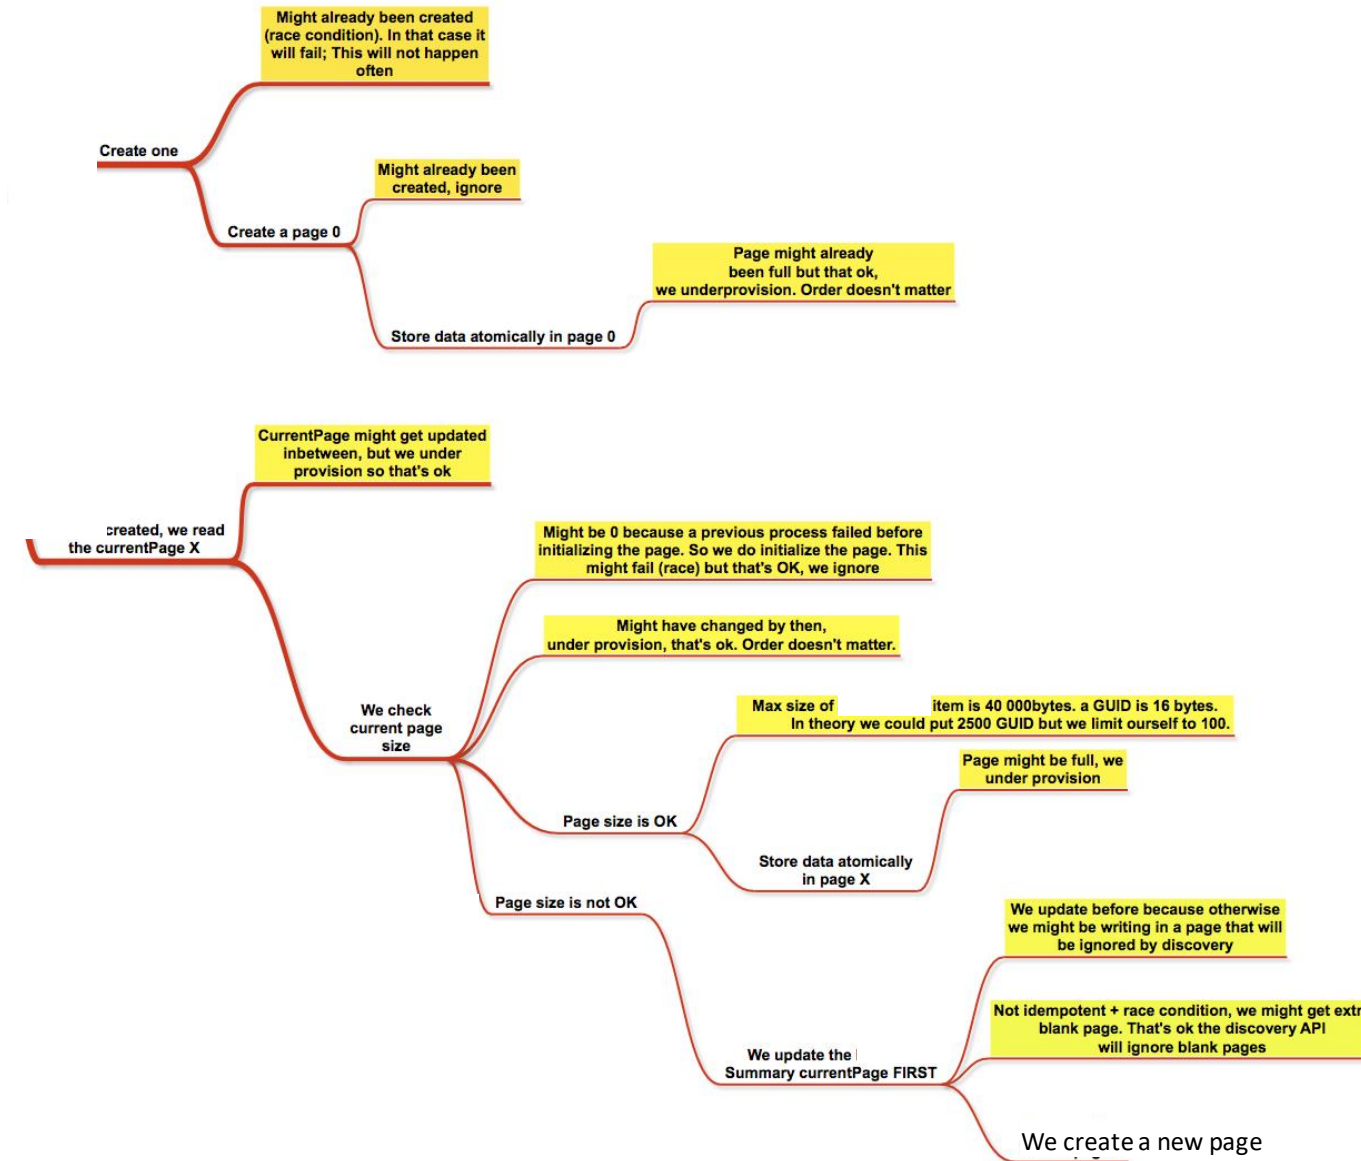 Might already been created
(race condition). In that case it
will fail; This will not happen
often
Create one
Might already been
created, ignore
Create a page 0
Page might already
been full but that ok,
we underprovision. Order doesn't matter
Store data atomically in page 0
CurrentPage might get updated
inbetween, but we under
provision so that's ok
created, we read
the currentPage X
Might be 0 because a previous process failed before
initializing the page. So we do initialize the page. This
might fail (race) but that's OK, we ignore
Might have changed by then,
under provision, that's ok. Order doesn't matter.
We check
current page
size
Max size of item is 40 000bytes. a GUID is 16 bytes.
In theory we could put 2500 GUID but we limit ourself to 100.
Page might be full, we
under provision
Page size is OK
Store data atomically
in page X
Page size is not OK
We update before because otherwise
we might be writing in a page that will
be ignored by discovery
Not idempotent + race condition, we might get extr
blank page. That's ok the discovery API
will ignore blank pages
We update the
Summary currentPage FIRST
We create a new page